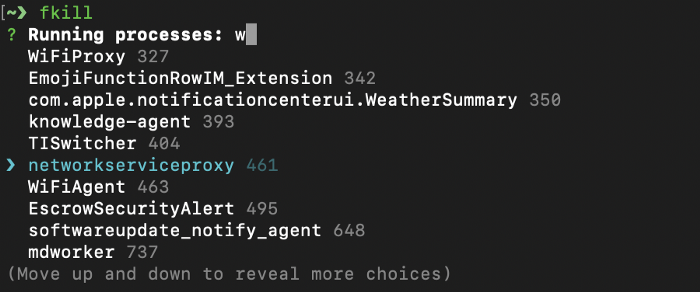 [~❯ fkill
? Running processes: w
WiFiProxy 327
EmojiFunctionRowIM_Extension 342
com.apple.notificationcenterui.WeatherSummary 350
knowledge-agent 393
TISwitcher 404
❯ networkserviceproxy 461
WiFiAgent 463
EscrowSecurityAlert 495
softwareupdate_notify_agent 648
mdworker 737
(Move up and down to reveal more choices)